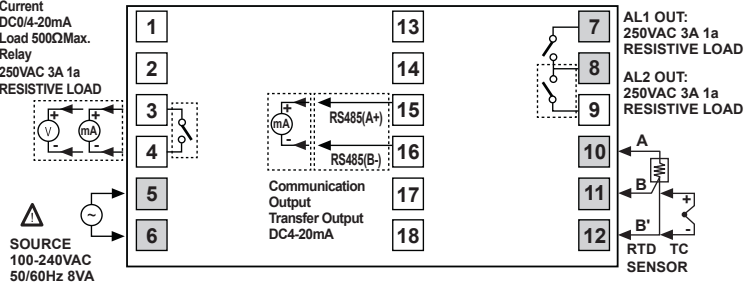 Current
DC0/4-20mA
Load 500ΩMax.
Relay
250VAC 3A 1a
RESISTIVE LOAD
+ +
V mA
- -
SOURCE
100-240VAC
50/60Hz 8VA
1
2
3
4
5
6
~
+
mA
-
RS485(A+)
RS485(B-)
Communication
Output
Transfer Output
DC4-20mA
13
14
15
16
17
18
7
8
9
10
11
12
AL1 OUT:
250VAC 3A 1a
RESISTIVE LOAD
AL2 OUT:
250VAC 3A 1a
RESISTIVE LOAD
A
B
B'
+
-
RTD TC
SENSOR